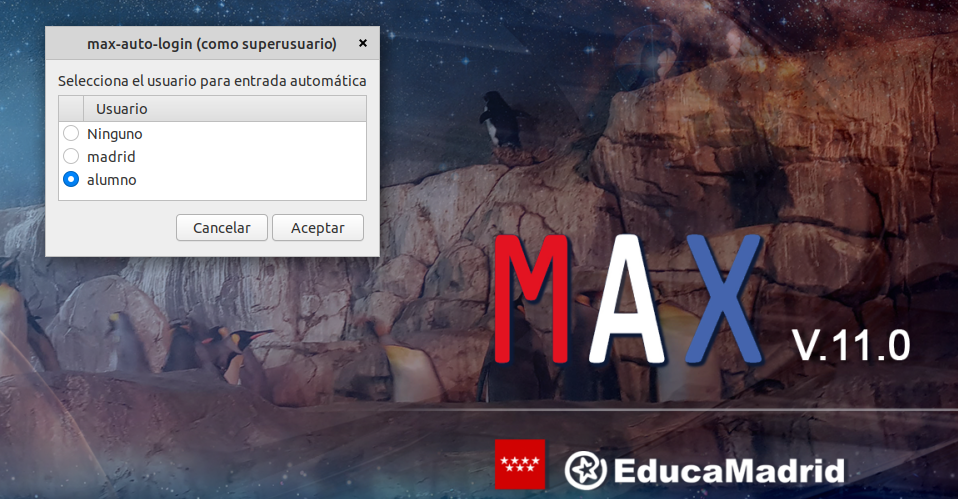 max-auto-login (como superusuario)
Selecciona el usuario para entrada automática
Usuario
Ninguno
madrid
alumno
Cancelar Aceptar
MAX V.11.0
EducaMadrid